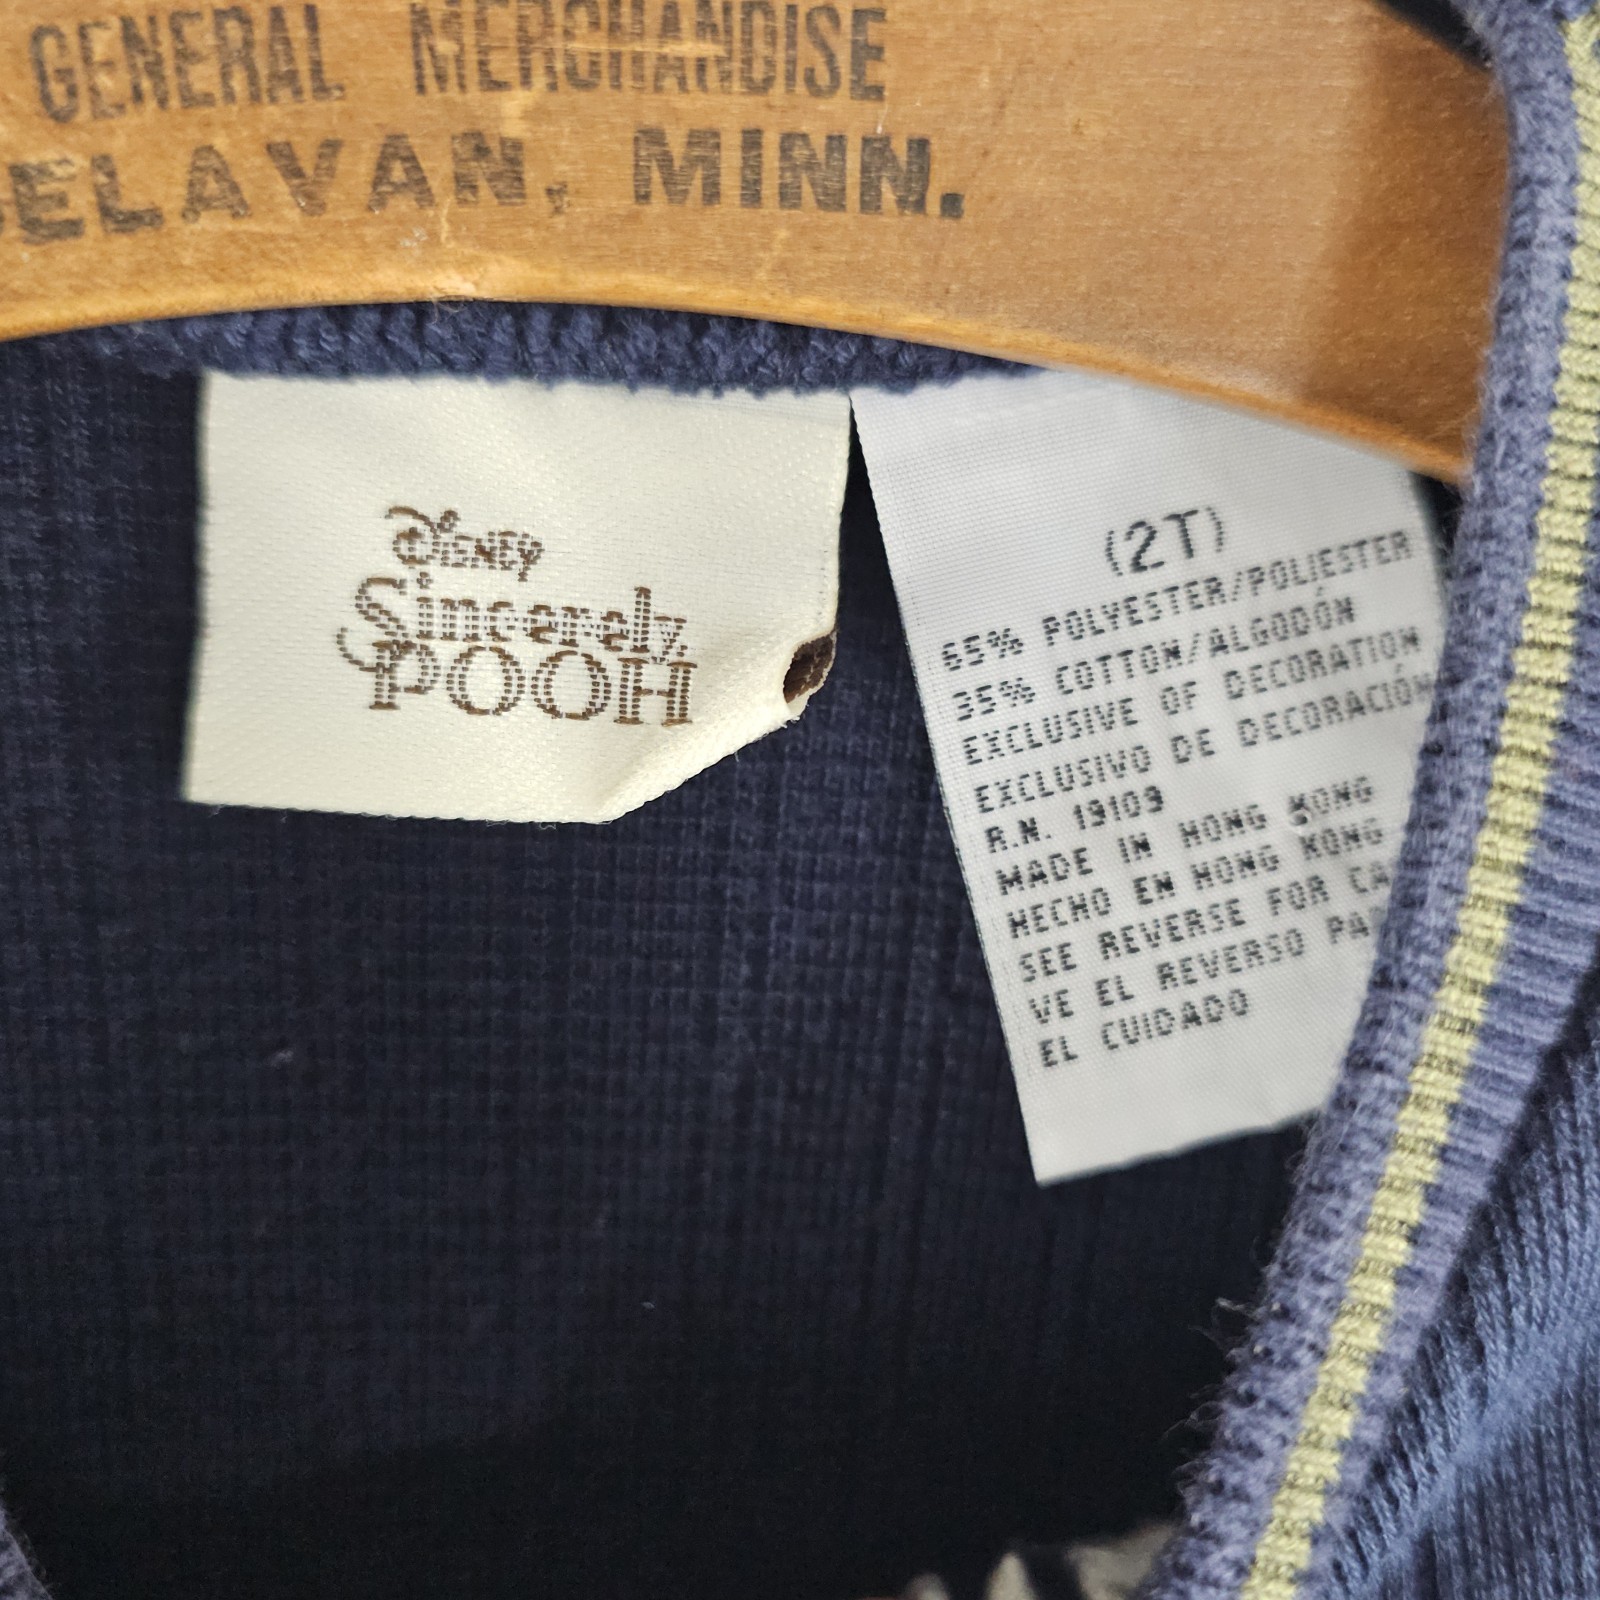 GENERAL MERCHANDISE
DELAVAN, MINN.
DISNEY
Sincerely,
POOH
(2T)
65% POLYESTER/POLIESTER
35% COTTON/ALGODÓN
EXCLUSIVE OF DECORATION
EXCLUSIVO DE DECORACIÓN
R.N. 19109
MADE IN HONG KONG
HECHO EN HONG KONG
SEE REVERSE FOR CA
VE EL REVERSO PA
EL CUIDADO